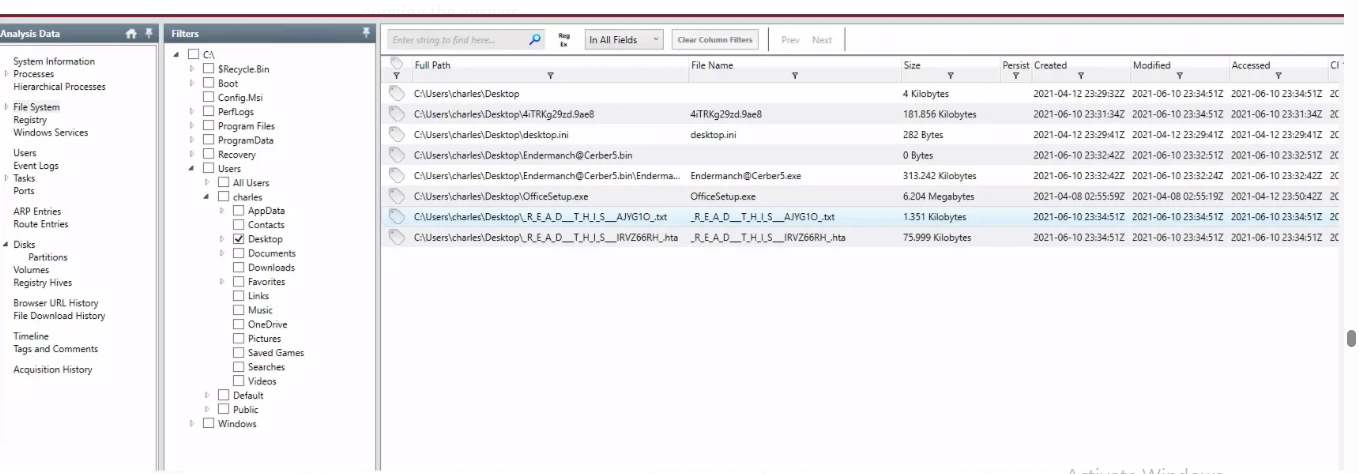 copying the answer
Analysis Data
System Information
Processes
Hierarchical Processes
File System
Registry
Windows Services
Users
Event Logs
Tasks
Ports
ARP Entries
Route Entries
Disks
Partitions
Volumes
Registry Hives
Browser URL History
File Download History
Timeline
Tags and Comments
Acquisition History
Filters
C:\
$Recycle.Bin
Boot
Config.Msi
PerfLogs
Program Files
ProgramData
Recovery
Users
All Users
charles
AppData
Contacts
Desktop
Documents
Downloads
Favorites
Links
Music
OneDrive
Pictures
Saved Games
Searches
Videos
Default
Public
Windows
Enter string to find here... Reg Ex In All Fields Clear Column Filters Prev Next
Full Path File Name Size Persist Created Modified Accessed Cl
C:\Users\charles\Desktop 4 Kilobytes 2021-04-12 23:29:32Z 2021-06-10 23:34:51Z 2021-06-10 23:34:51Z 20
C:\Users\charles\Desktop\4iTRKg29zd.9ae8 4iTRKg29zd.9ae8 181.856 Kilobytes 2021-06-10 23:31:34Z 2021-06-10 23:34:51Z 2021-06-10 23:31:34Z 20
C:\Users\charles\Desktop\desktop.ini desktop.ini 282 Bytes 2021-04-12 23:29:41Z 2021-04-12 23:29:41Z 2021-04-12 23:29:41Z 20
C:\Users\charles\Desktop\Endermanch@Cerber5.bin 0 Bytes 2021-06-10 23:32:42Z 2021-06-10 23:32:51Z 2021-06-10 23:32:51Z 20
C:\Users\charles\Desktop\Endermanch@Cerber5.bin\Enderma... Endermanch@Cerber5.exe 313.242 Kilobytes 2021-06-10 23:32:42Z 2021-06-10 23:32:24Z 2021-06-10 23:32:42Z 20
C:\Users\charles\Desktop\OfficeSetup.exe OfficeSetup.exe 6.204 Megabytes 2021-04-08 02:55:59Z 2021-04-08 02:55:19Z 2021-04-12 23:50:42Z 20
C:\Users\charles\Desktop\_R_E_A_D___T_H_I_S___AJYG1O_.txt _R_E_A_D___T_H_I_S___AJYG1O_.txt 1.351 Kilobytes 2021-06-10 23:34:51Z 2021-06-10 23:34:51Z 2021-06-10 23:34:51Z 20
C:\Users\charles\Desktop\_R_E_A_D___T_H_I_S___IRVZ66RH_.hta _R_E_A_D___T_H_I_S___IRVZ66RH_.hta 75.999 Kilobytes 2021-06-10 23:34:51Z 2021-06-10 23:34:51Z 2021-06-10 23:34:51Z 20
Activate Windows